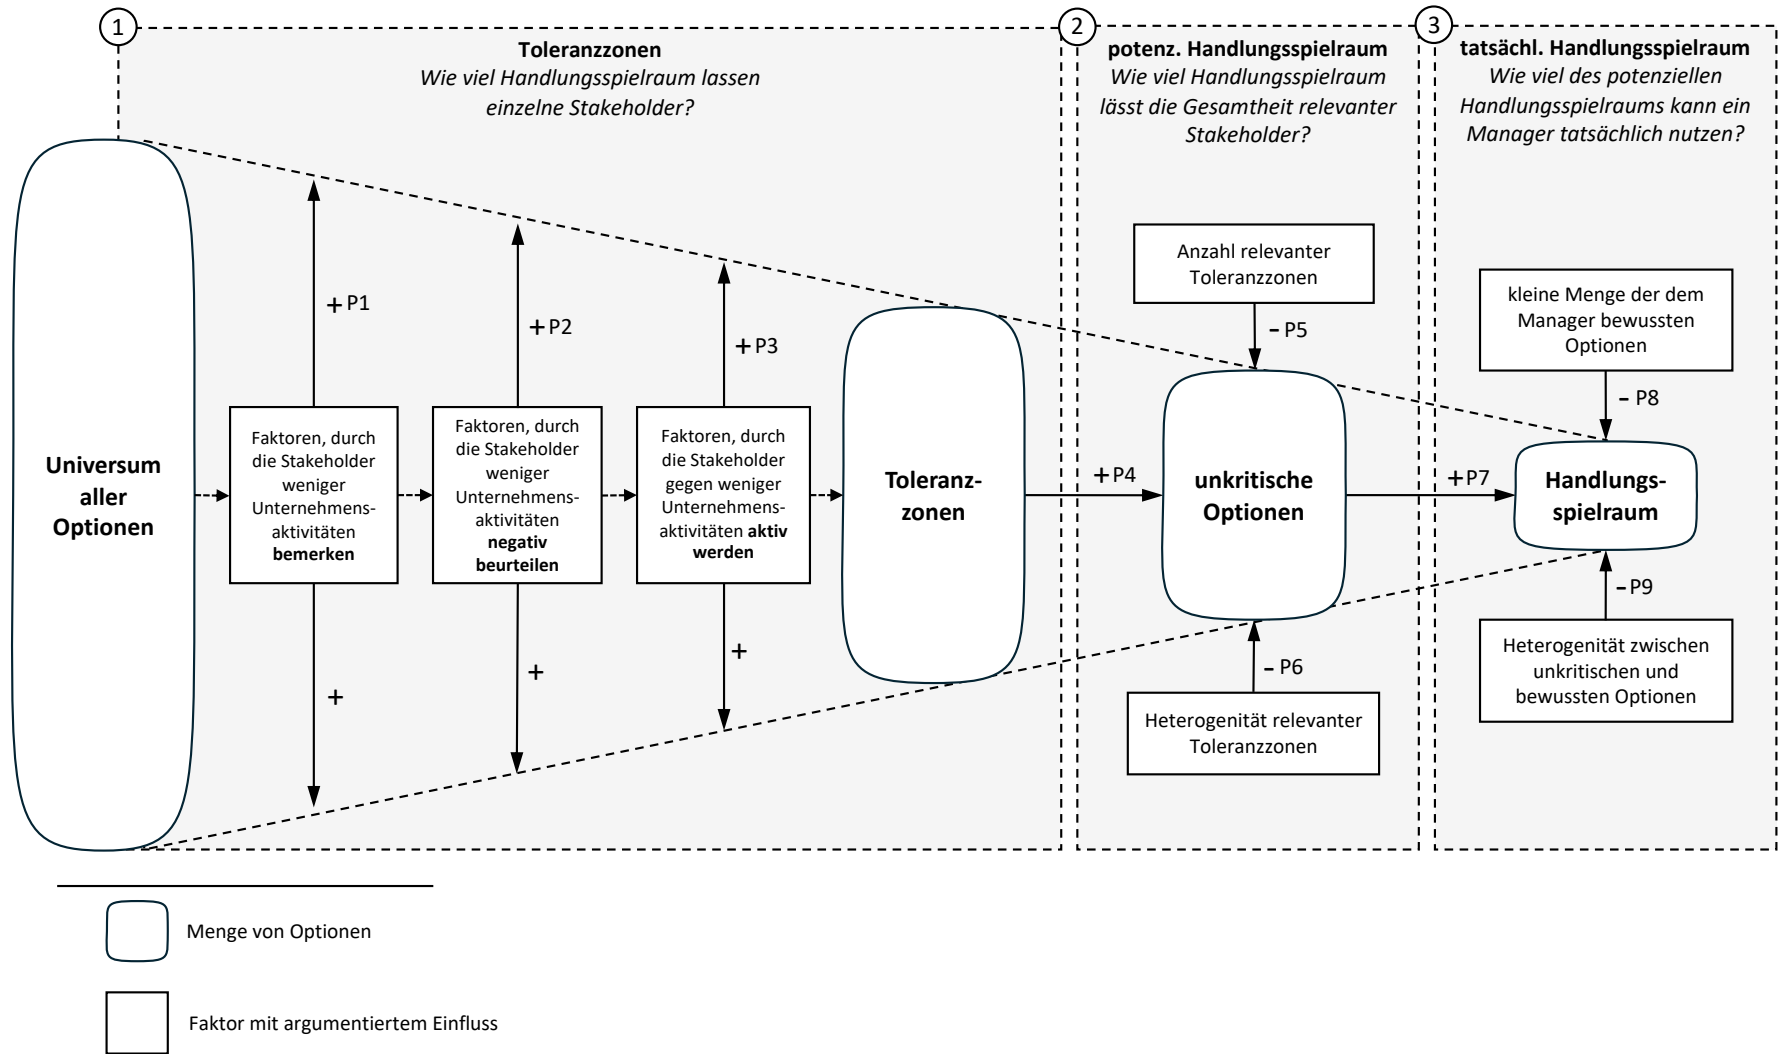 1
Toleranzzonen
Wie viel Handlungsspielraum lassen
einzelne Stakeholder?
2
potenz. Handlungsspielraum
Wie viel Handlungsspielraum
lässt die Gesamtheit relevanter
Stakeholder?
3
tatsächl. Handlungsspielraum
Wie viel des potenziellen
Handlungsspielraums kann ein
Manager tatsächlich nutzen?
Universum
aller
Optionen
+ P1
Faktoren, durch
die Stakeholder
weniger
Unternehmens-
aktivitäten
bemerken
+
+ P2
Faktoren, durch
die Stakeholder
weniger
Unternehmens-
aktivitäten
negativ
beurteilen
+
+ P3
Faktoren, durch
die Stakeholder
gegen weniger
Unternehmens-
aktivitäten aktiv
werden
+
Toleranz-
zonen
+ P4
Anzahl relevanter
Toleranzzonen
– P5
unkritische
Optionen
– P6
Heterogenität relevanter
Toleranzzonen
+ P7
kleine Menge der dem
Manager bewussten
Optionen
– P8
Handlungs-
spielraum
– P9
Heterogenität zwischen
unkritischen und
bewussten Optionen
Menge von Optionen
Faktor mit argumentiertem Einfluss